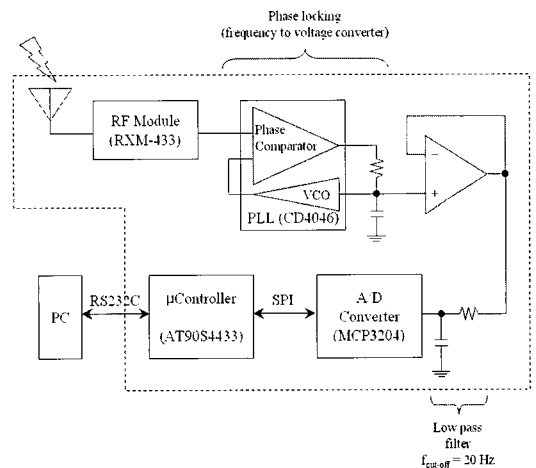 Phase locking
(frequency to voltage converter)
RF Module
(RXM-433)
Phase
Comparator
VCO
PLL (CD4046)
−
+
PC
RS232C
µController
(AT90S4433)
SPI
A/D
Converter
(MCP3204)
Low pass
filter
fcut-off = 20 Hz